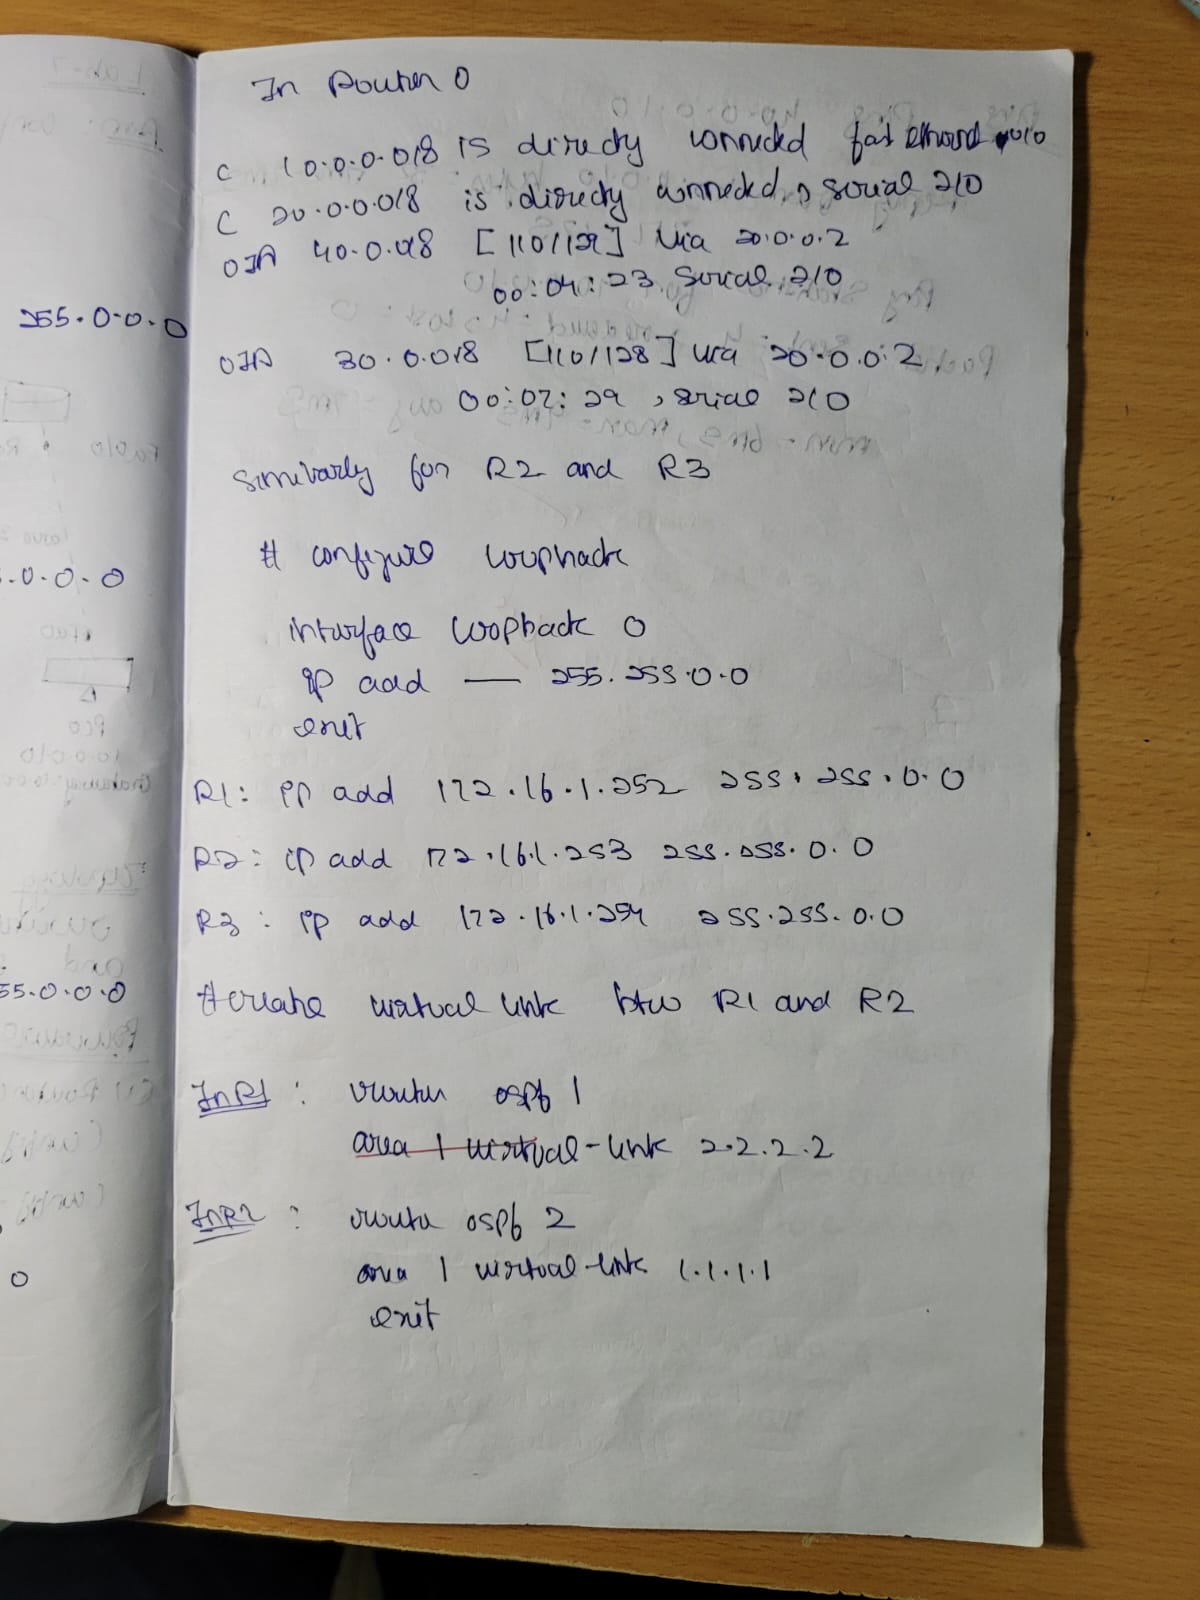 In Router 0
C 10.0.0.0/8 is directly connected fast ethernet 0/0
C 20.0.0.0/8 is directly connected, serial 2/0
O IA 40.0.0/8 [110/129] via 20.0.0.2
00:04:23 serial 2/0
O IA 30.0.0/8 [110/128] via 20.0.0.2
00:07:29, serial 2/0
Similarly for R2 and R3
# configure loopback
interface loopback 0
ip add — 255.255.0.0
exit
R1: ip add 172.16.1.252 255.255.0.0
R2: ip add 172.16.1.253 255.255.0.0
R3: ip add 172.16.1.254 255.255.0.0
# create virtual link btw R1 and R2
In R1: router ospf 1
area 1 virtual-link 2.2.2.2
In R2: router ospf 2
area 1 virtual-link 1.1.1.1
exit
255.0.0.0
.0.0.0
55.0.0.0
0